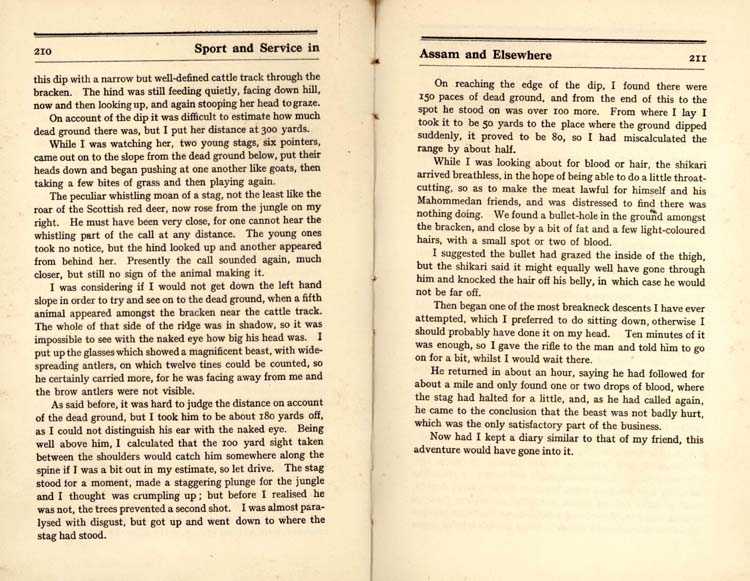 210 Sport and Service in
this dip with a narrow but well-defined cattle track through the
bracken. The hind was still feeding quietly, facing down hill,
now and then looking up, and again stooping her head to graze.
On account of the dip it was difficult to estimate how much
dead ground there was, but I put her distance at 300 yards.
While I was watching her, two young stags, six pointers,
came out on to the slope from the dead ground below, put their
heads down and began pushing at one another like goats, then
taking a few bites of grass and then playing again.
The peculiar whistling moan of a stag, not the least like the
roar of the Scottish red deer, now rose from the jungle on my
right. He must have been very close, for one cannot hear the
whistling part of the call at any distance. The young ones
took no notice, but the hind looked up and another appeared
from behind her. Presently the call sounded again, much
closer, but still no sign of the animal making it.
I was considering if I would not get down the left hand
slope in order to try and see on to the dead ground, when a fifth
animal appeared amongst the bracken near the cattle track.
The whole of that side of the ridge was in shadow, so it was
impossible to see with the naked eye how big his head was. I
put up the glasses which showed a magnificent beast, with wide-
spreading antlers, on which twelve tines could be counted, so
he certainly carried more, for he was facing away from me and
the brow antlers were not visible.
As said before, it was hard to judge the distance on account
of the dead ground, but I took him to be about 180 yards off,
as I could not distinguish his ear with the naked eye. Being
well above him, I calculated that the 100 yard sight taken
between the shoulders would catch him somewhere along the
spine if I was a bit out in my estimate, so let drive. The stag
stood for a moment, made a staggering plunge for the jungle
and I thought was crumpling up; but before I realised he
was not, the trees prevented a second shot. I was almost para-
lysed with disgust, but got up and went down to where the
stag had stood.
Assam and Elsewhere 211
On reaching the edge of the dip, I found there were
150 paces of dead ground, and from the end of this to the
spot he stood on was over 100 more. From where I lay I
took it to be 50 yards to the place where the ground dipped
suddenly, it proved to be 80, so I had miscalculated the
range by about half.
While I was looking about for blood or hair, the shikari
arrived breathless, in the hope of being able to do a little throat-
cutting, so as to make the meat lawful for himself and his
Mahommedan friends, and was distressed to find there was
nothing doing. We found a bullet-hole in the ground amongst
the bracken, and close by a bit of fat and a few light-coloured
hairs, with a small spot or two of blood.
I suggested the bullet had grazed the inside of the thigh,
but the shikari said it might equally well have gone through
him and knocked the hair off his belly, in which case he would
not be far off.
Then began one of the most breakneck descents I have ever
attempted, which I preferred to do sitting down, otherwise I
should probably have done it on my head. Ten minutes of it
was enough, so I gave the rifle to the man and told him to go
on for a bit, whilst I would wait there.
He returned in about an hour, saying he had followed for
about a mile and only found one or two drops of blood, where
the stag had halted for a little, and, as he had called again,
he came to the conclusion that the beast was not badly hurt,
which was the only satisfactory part of the business.
Now had I kept a diary similar to that of my friend, this
adventure would have gone into it.